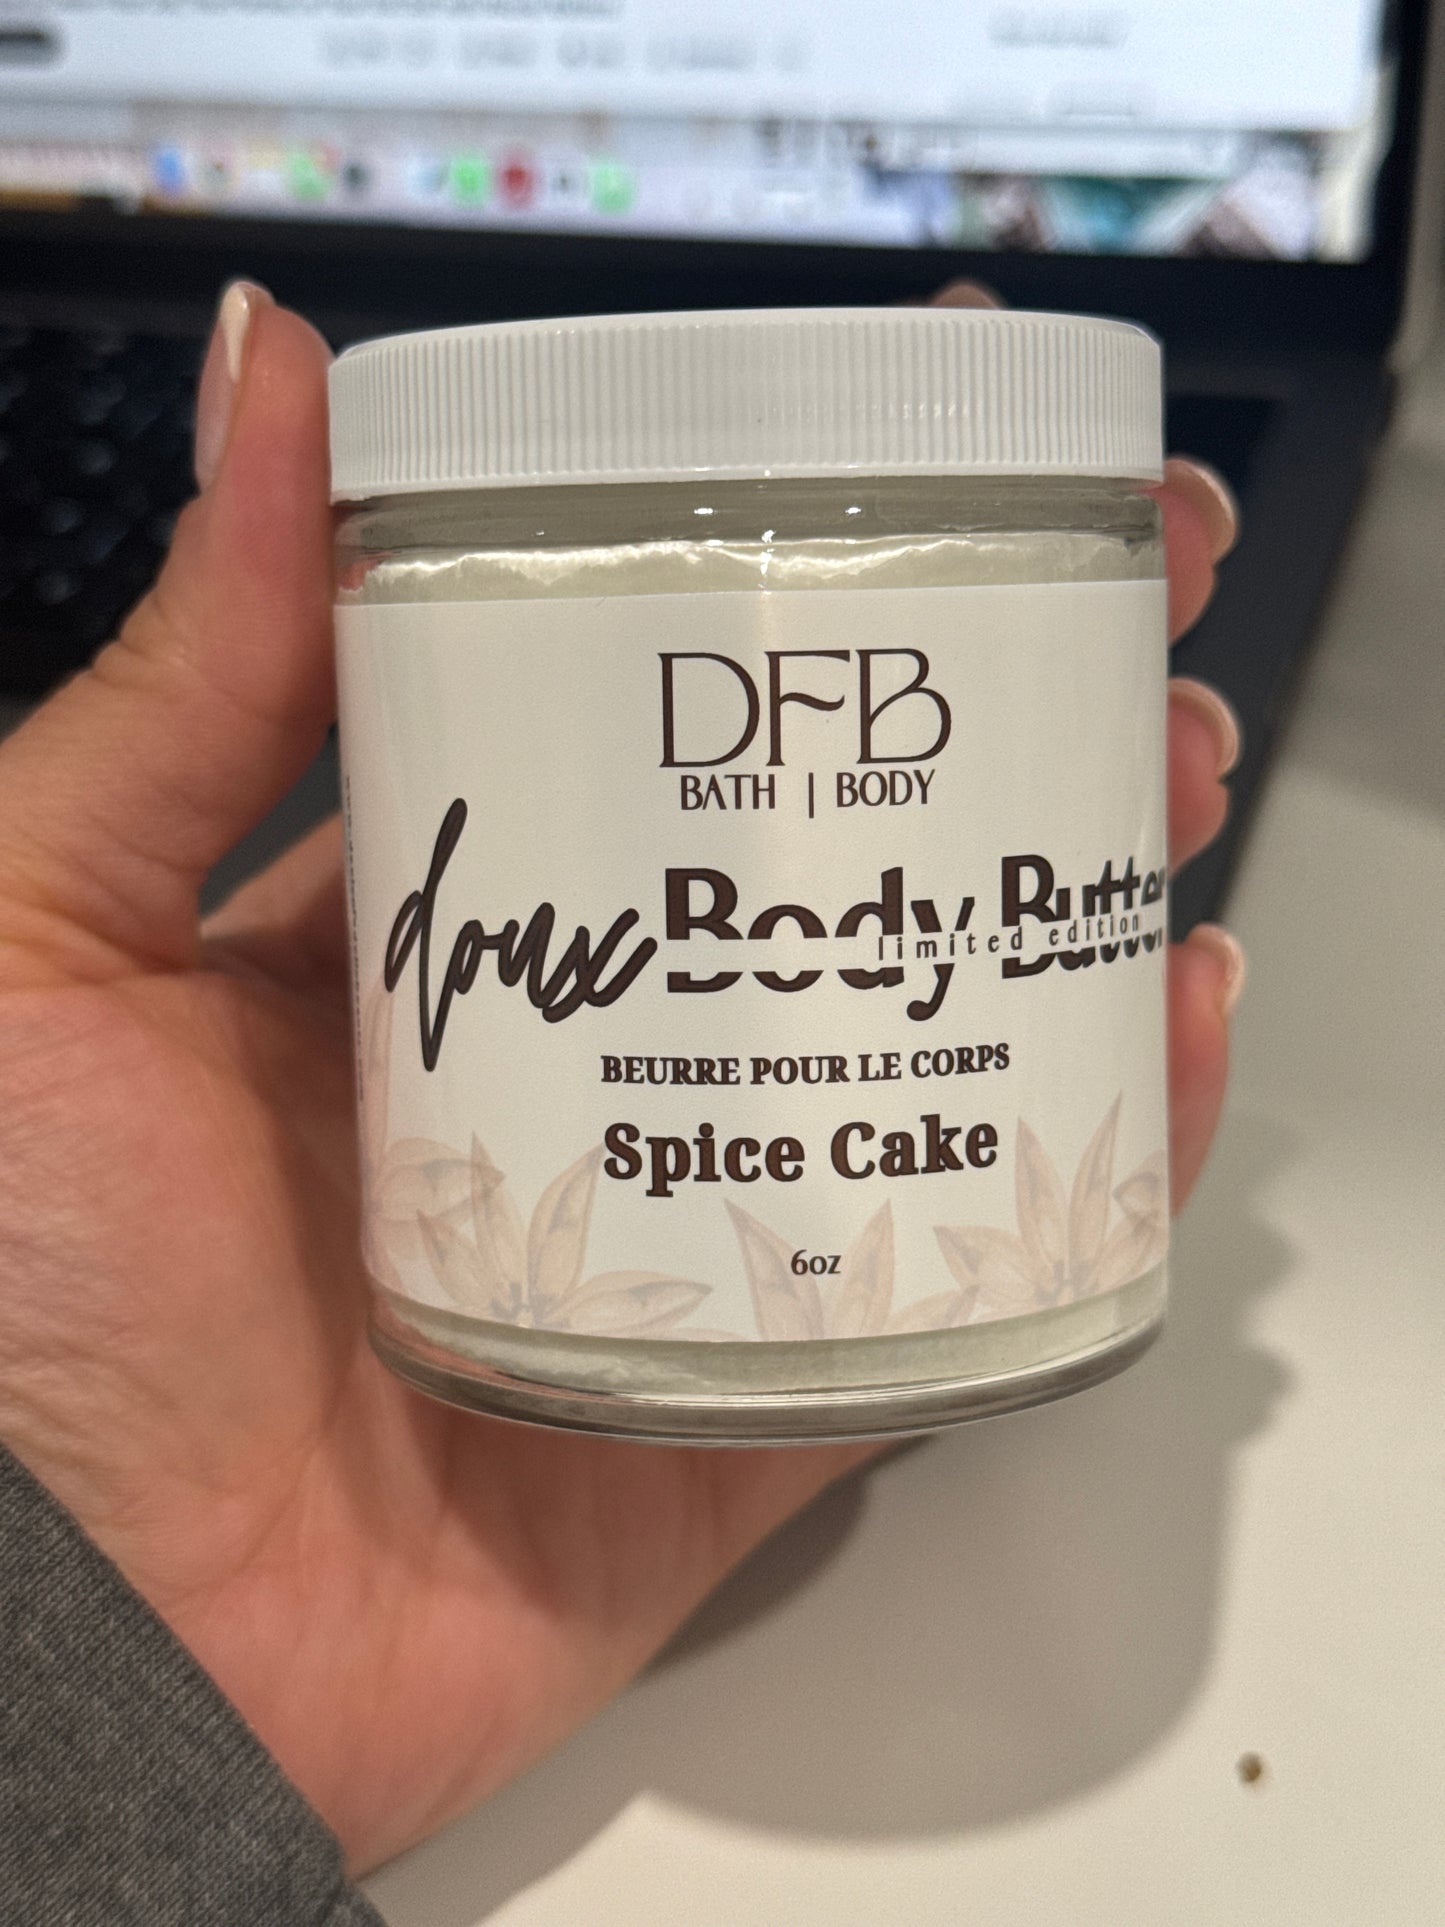 DFB
BATH | BODY
doux Body Butter
limited edition
BEURRE POUR LE CORPS
Spice Cake
6oz